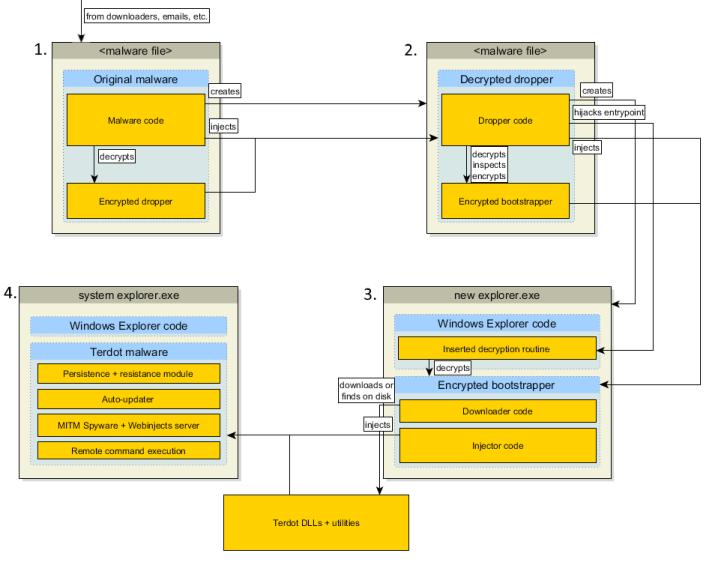 from downloaders, emails, etc.
1.
<malware file>
Original malware
Malware code
decrypts
Encrypted dropper
creates
injects
2.
<malware file>
Decrypted dropper
Dropper code
decrypts
inspects
encrypts
Encrypted bootstrapper
creates
hijacks entrypoint
injects
3.
new explorer.exe
Windows Explorer code
Inserted decryption routine
decrypts
Encrypted bootstrapper
Downloader code
Injector code
downloads or
finds on disk
injects
4.
system explorer.exe
Windows Explorer code
Terdot malware
Persistence + resistance module
Auto-updater
MITM Spyware + Webinjects server
Remote command execution
Terdot DLLs + utilities